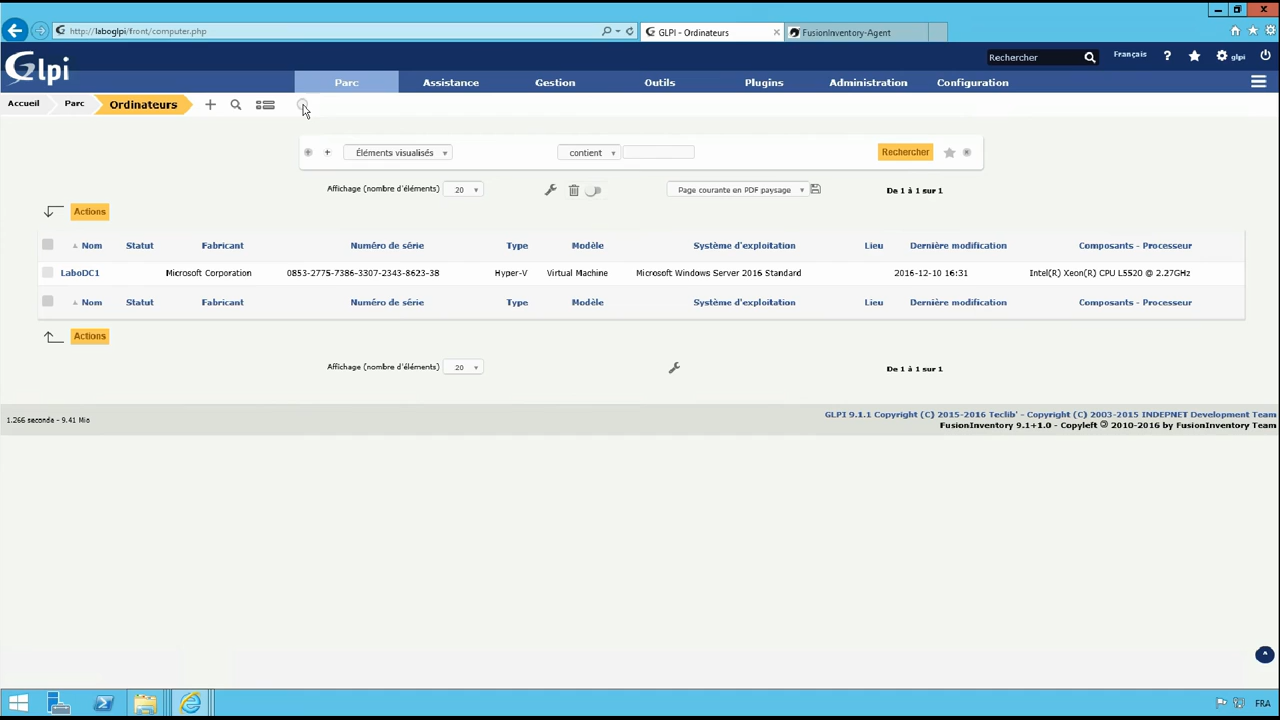 http://laboglpi/front/computer.php
GLPI - Ordinateurs
FusionInventory-Agent
Glpi
Rechercher
Français
?
glpi
Parc Assistance Gestion Outils Plugins Administration Configuration
Accueil Parc Ordinateurs
Éléments visualisés contient Rechercher
Affichage (nombre d'éléments) 20 Page courante en PDF paysage De 1 à 1 sur 1
Actions
Nom Statut Fabricant Numéro de série Type Modèle Système d'exploitation Lieu Dernière modification Composants - Processeur
LaboDC1 Microsoft Corporation 0853-2775-7386-3307-2343-8623-38 Hyper-V Virtual Machine Microsoft Windows Server 2016 Standard 2016-12-10 16:31 Intel(R) Xeon(R) CPU L5520 @ 2.27GHz
Nom Statut Fabricant Numéro de série Type Modèle Système d'exploitation Lieu Dernière modification Composants - Processeur
Actions
Affichage (nombre d'éléments) 20 De 1 à 1 sur 1
1.266 seconde - 9.41 Mio
GLPI 9.1.1 Copyright (C) 2015-2016 Teclib' - Copyright (C) 2003-2015 INDEPNET Development Team
FusionInventory 9.1+1.0 - Copyleft 🄯 2010-2016 by FusionInventory Team
FRA